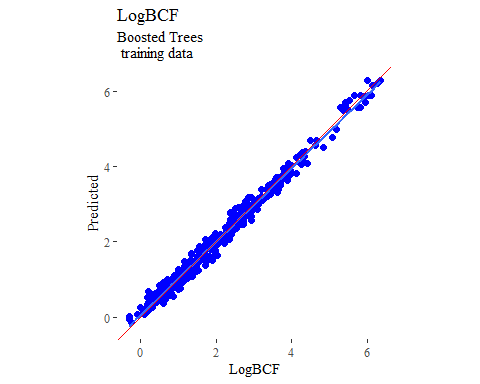 LogBCF
Boosted Trees
training data
6
4
2
0
Predicted
0 2 4 6
LogBCF